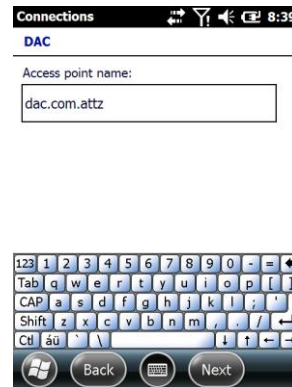 Connections 8:39
DAC
Access point name:
dac.com.attz
123 1 2 3 4 5 6 7 8 9 0 - =
Tab q w e r t y u i o p [ ]
CAP a s d f g h j k l ; '
Shift z x c v b n m , . /
Ctl áü ` \
Back Next